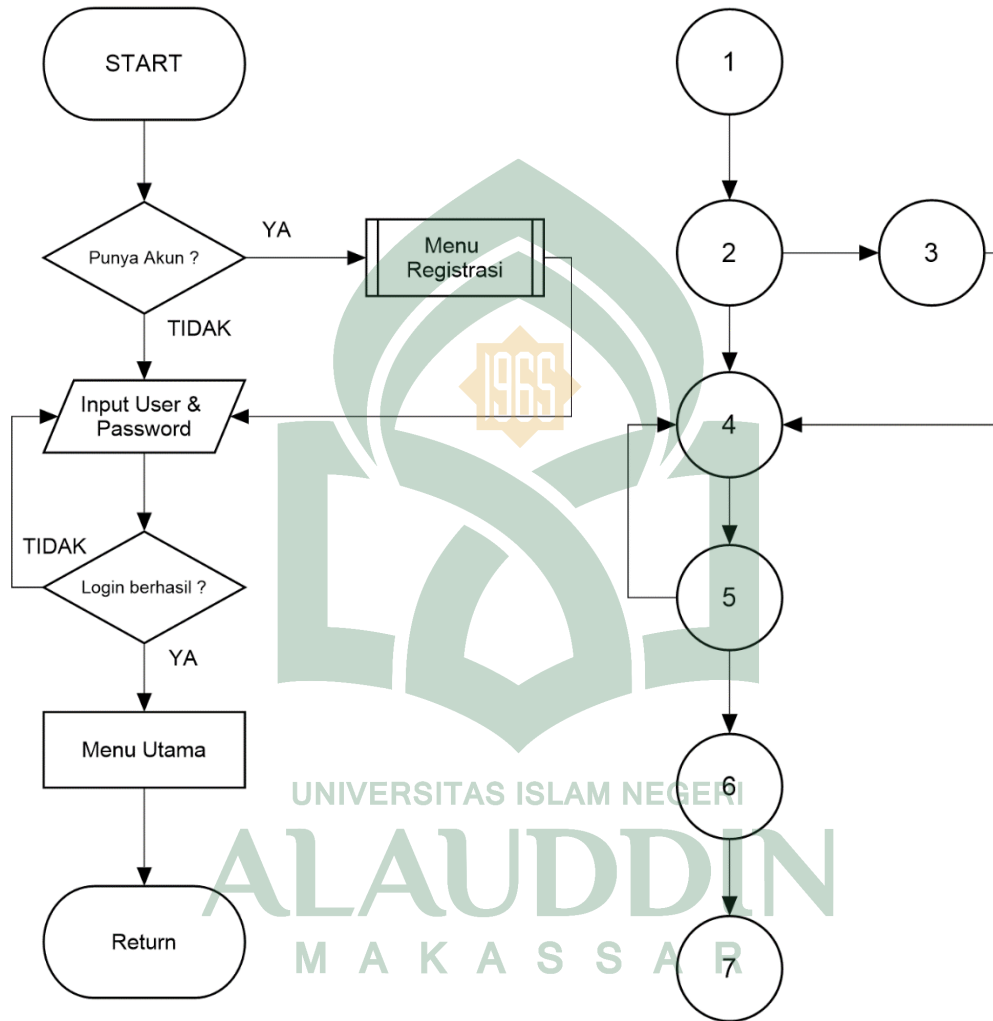 START
1
Punya Akun ?
YA
Menu
Registrasi
2
3
TIDAK
1965
Input User &
Password
4
TIDAK
Login berhasil ?
5
YA
Menu Utama
6
UNIVERSITAS ISLAM NEGERI
ALAUDDIN
Return
MAKASSAR
7